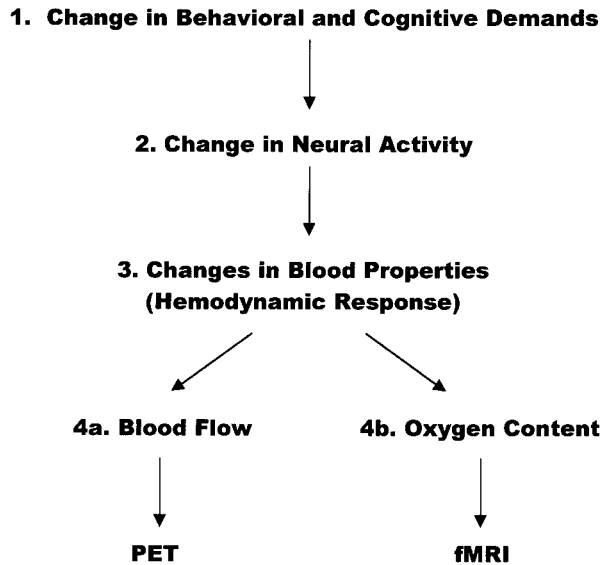 1. Change in Behavioral and Cognitive Demands
2. Change in Neural Activity
3. Changes in Blood Properties
(Hemodynamic Response)
4a. Blood Flow
4b. Oxygen Content
PET
fMRI